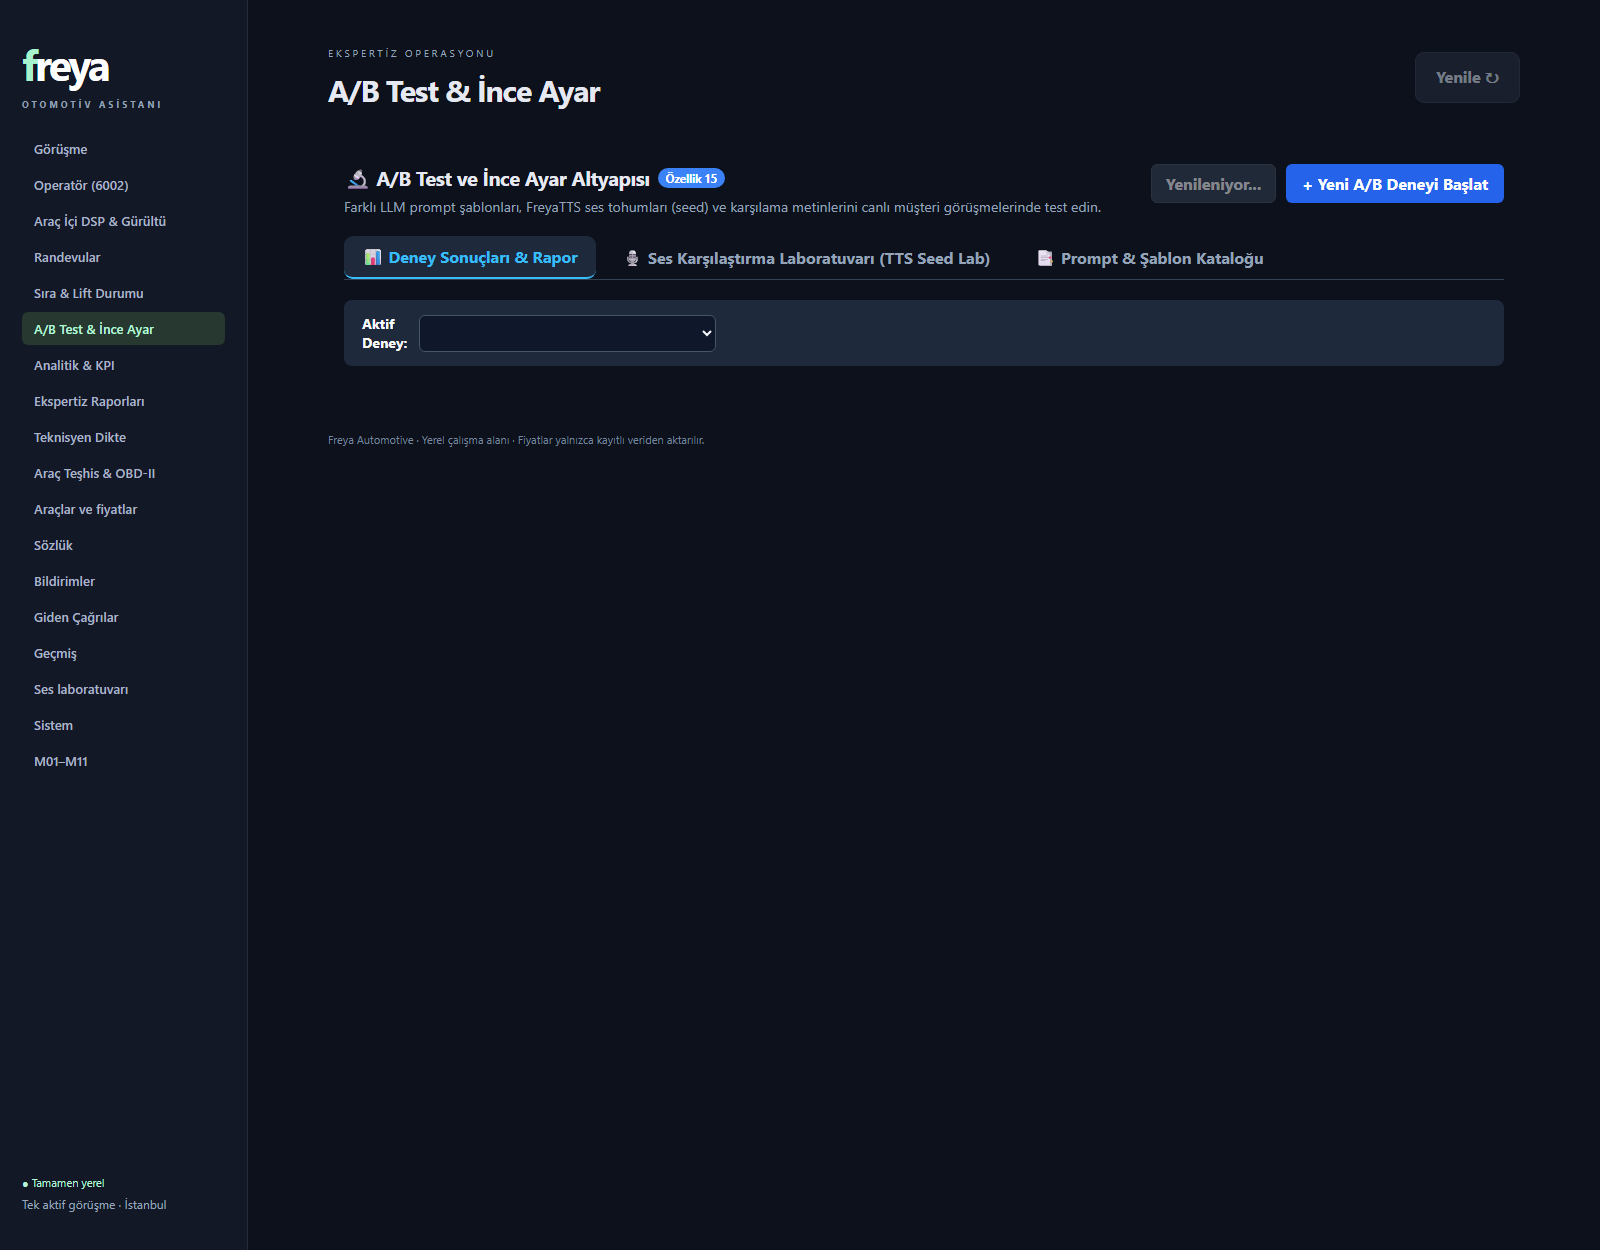 freya
OTOMOTİV ASİSTANI
Görüşme
Operatör (6002)
Araç İçi DSP & Gürültü
Randevular
Sıra & Lift Durumu
A/B Test & İnce Ayar
Analitik & KPI
Ekspertiz Raporları
Teknisyen Dikte
Araç Teşhis & OBD-II
Araçlar ve fiyatlar
Sözlük
Bildirimler
Giden Çağrılar
Geçmiş
Ses laboratuvarı
Sistem
M01–M11
● Tamamen yerel
Tek aktif görüşme · İstanbul
EKSPERTİZ OPERASYONU
A/B Test & İnce Ayar
Yenile ↻
A/B Test ve İnce Ayar Altyapısı Özellik 15
Farklı LLM prompt şablonları, FreyaTTS ses tohumları (seed) ve karşılama metinlerini canlı müşteri görüşmelerinde test edin.
Yenileniyor...
+ Yeni A/B Deneyi Başlat
Deney Sonuçları & Rapor
Ses Karşılaştırma Laboratuvarı (TTS Seed Lab)
Prompt & Şablon Kataloğu
Aktif
Deney:
Freya Automotive · Yerel çalışma alanı · Fiyatlar yalnızca kayıtlı veriden aktarılır.